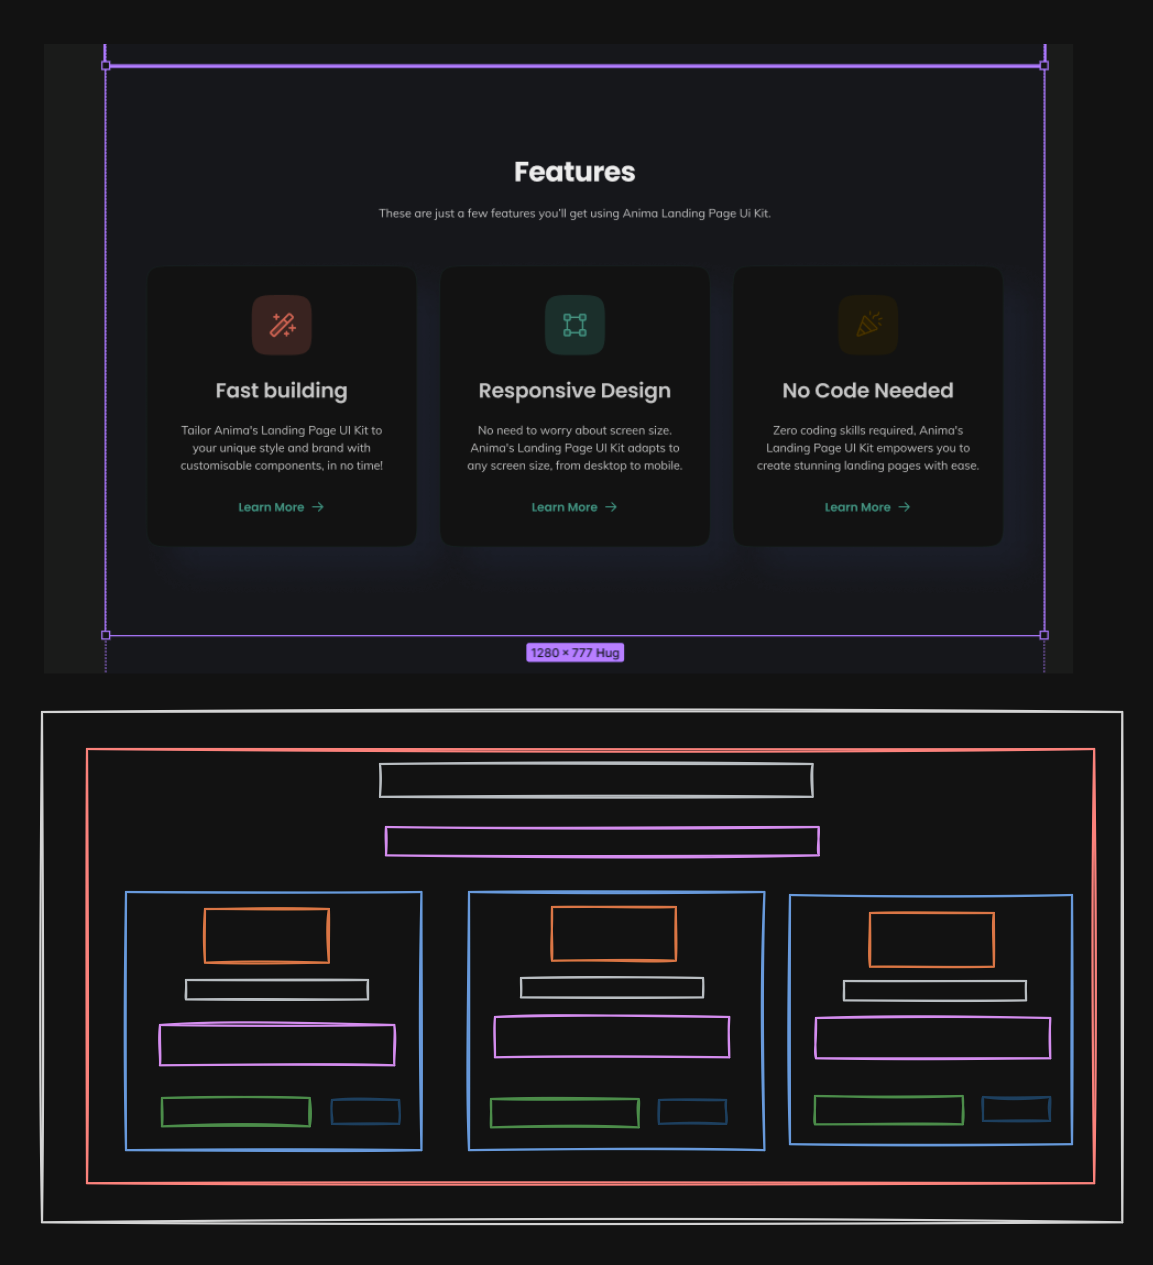 Features
These are just a few features you'll get using Anima Landing Page Ui Kit.
Fast building
Tailor Anima's Landing Page UI Kit to
your unique style and brand with
customisable components, in no time!
Learn More →
Responsive Design
No need to worry about screen size.
Anima's Landing Page UI Kit adapts to
any screen size, from desktop to mobile.
Learn More →
No Code Needed
Zero coding skills required, Anima's
Landing Page UI Kit empowers you to
create stunning landing pages with ease.
Learn More →
1280 × 777 Hug